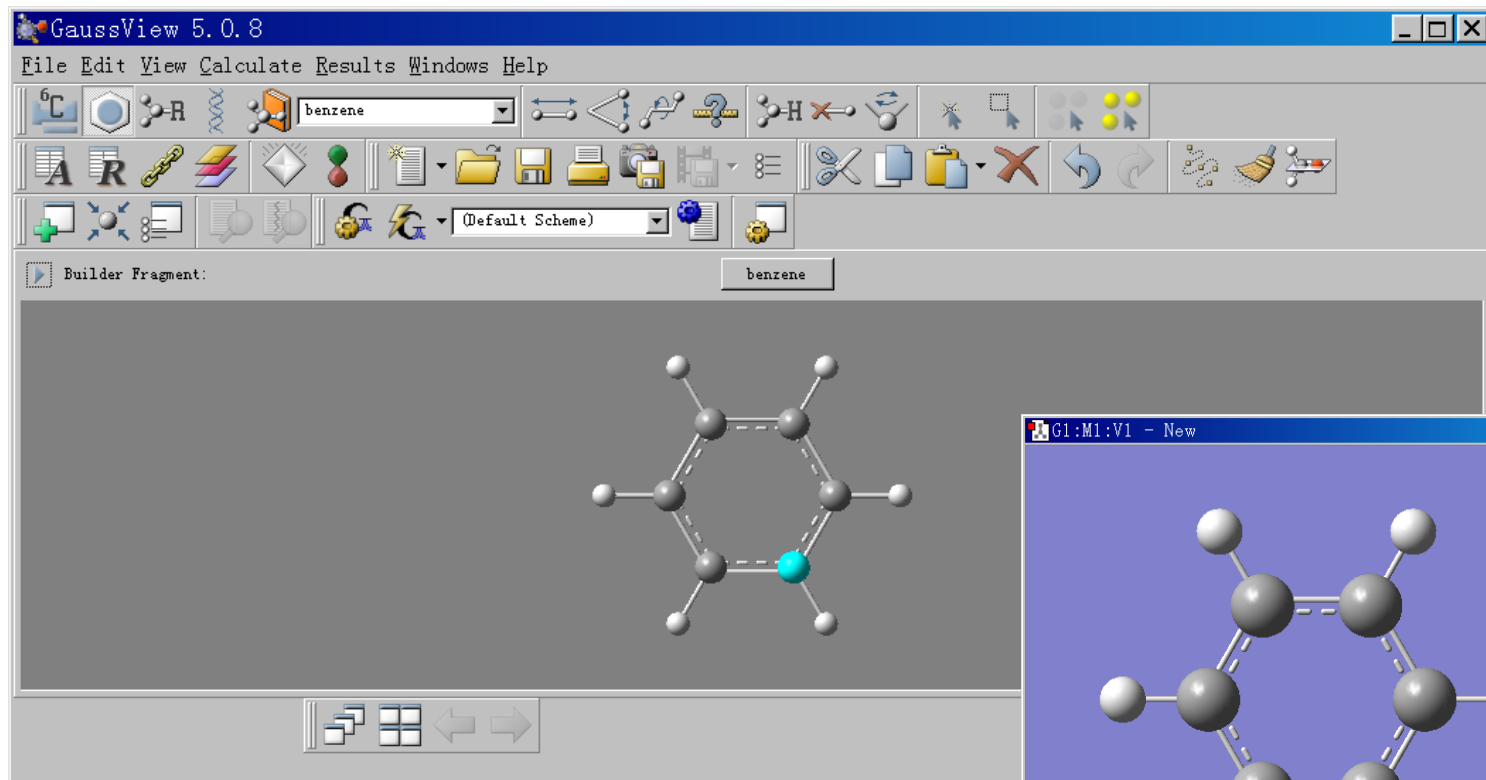 GaussView 5.0.8
File Edit View Calculate Results Windows Help
6C R benzene H
A R
(Default Scheme)
Builder Fragment: benzene
G1:M1:V1 - New